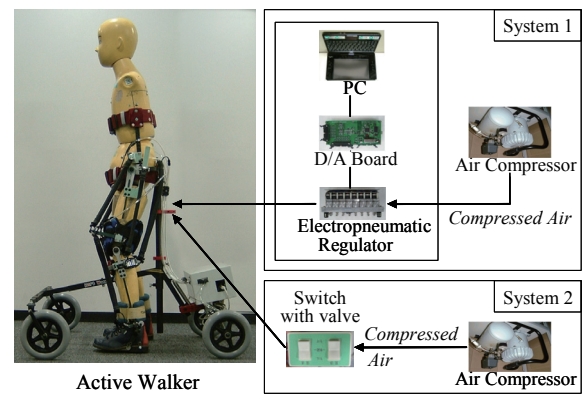 System 1
PC
D/A Board
Air Compressor
Electropneumatic
Regulator
Compressed Air
System 2
Switch
with valve
Compressed
Air
Air Compressor
Active Walker